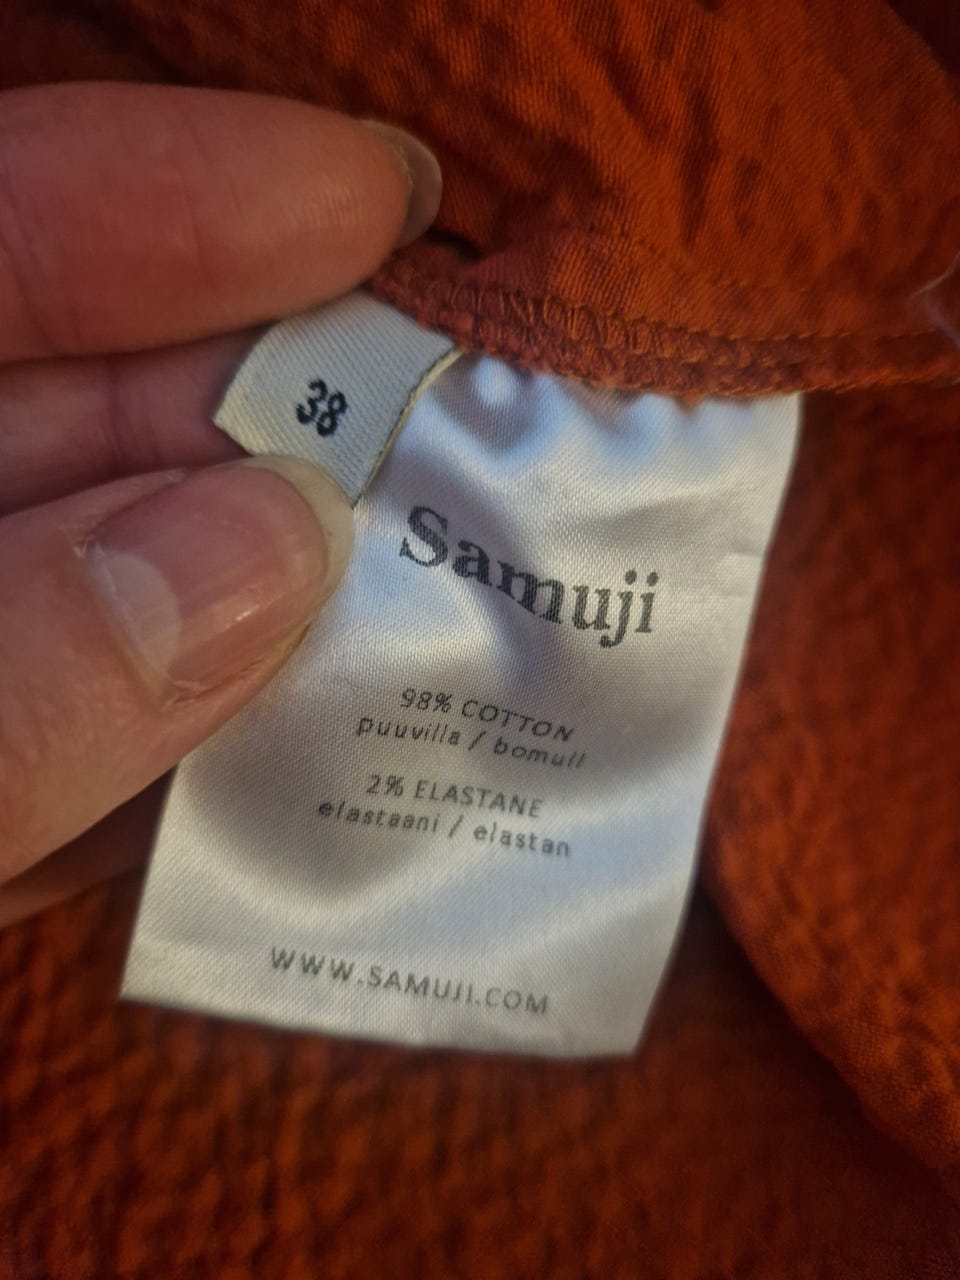 38
Samuji
98% COTTON
puuvilla / bomull
2% ELASTANE
elastaani / elastan
WWW.SAMUJI.COM